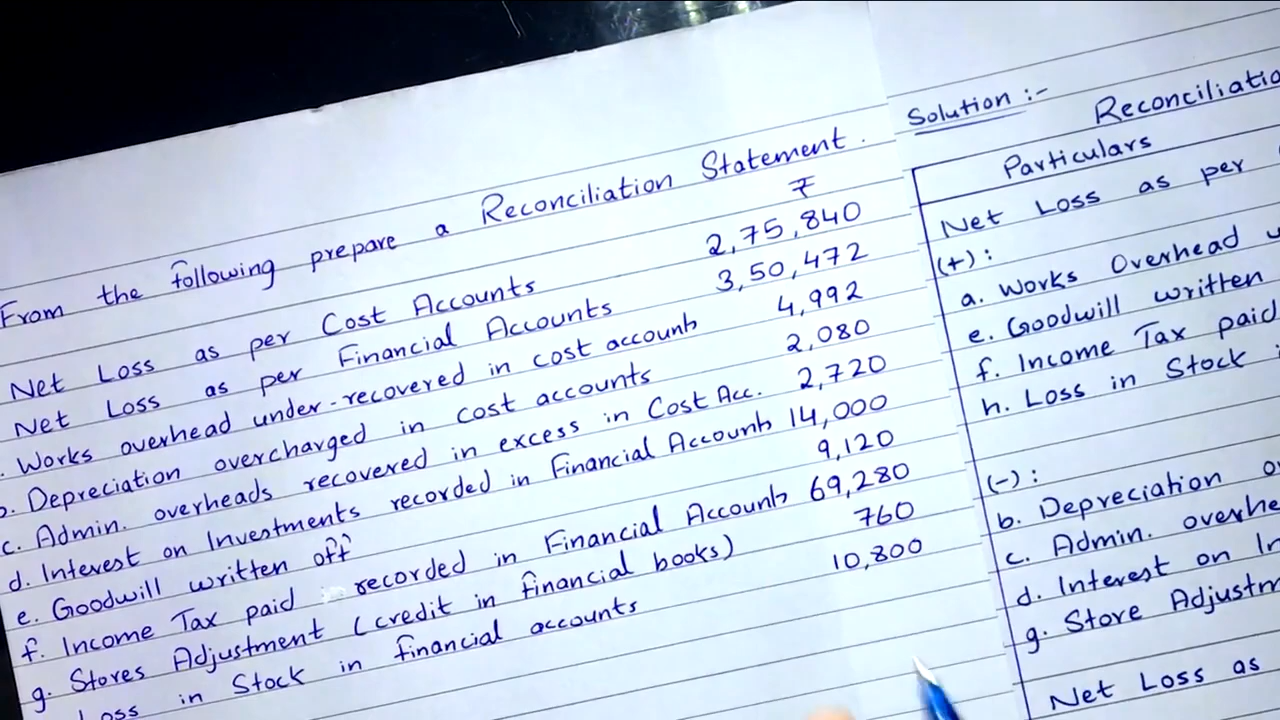 From the following prepare a Reconciliation Statement.
₹
Net Loss as per Cost Accounts 2,75,840
Net Loss as per Financial Accounts 3,50,472
Works overhead under-recovered in cost accounts 4,992
b. Depreciation overcharged in cost accounts 2,080
c. Admin. overheads recovered in excess in Cost Acc. 2,720
d. Interest on Investments recorded in Financial Accounts 14,000
e. Goodwill written off 9,120
f. Income Tax paid recorded in Financial Accounts 69,280
g. Stores Adjustment (credit in financial books) 760
Loss in Stock in financial accounts 10,800
Solution :-
Reconciliatio
Particulars
Net Loss as per
(+) :
a. Works Overhead
e. Goodwill written
f. Income Tax paid
h. Loss in Stock
(-) :
b. Depreciation
c. Admin. overhe
d. Interest on In
g. Store Adjustm
Net Loss as